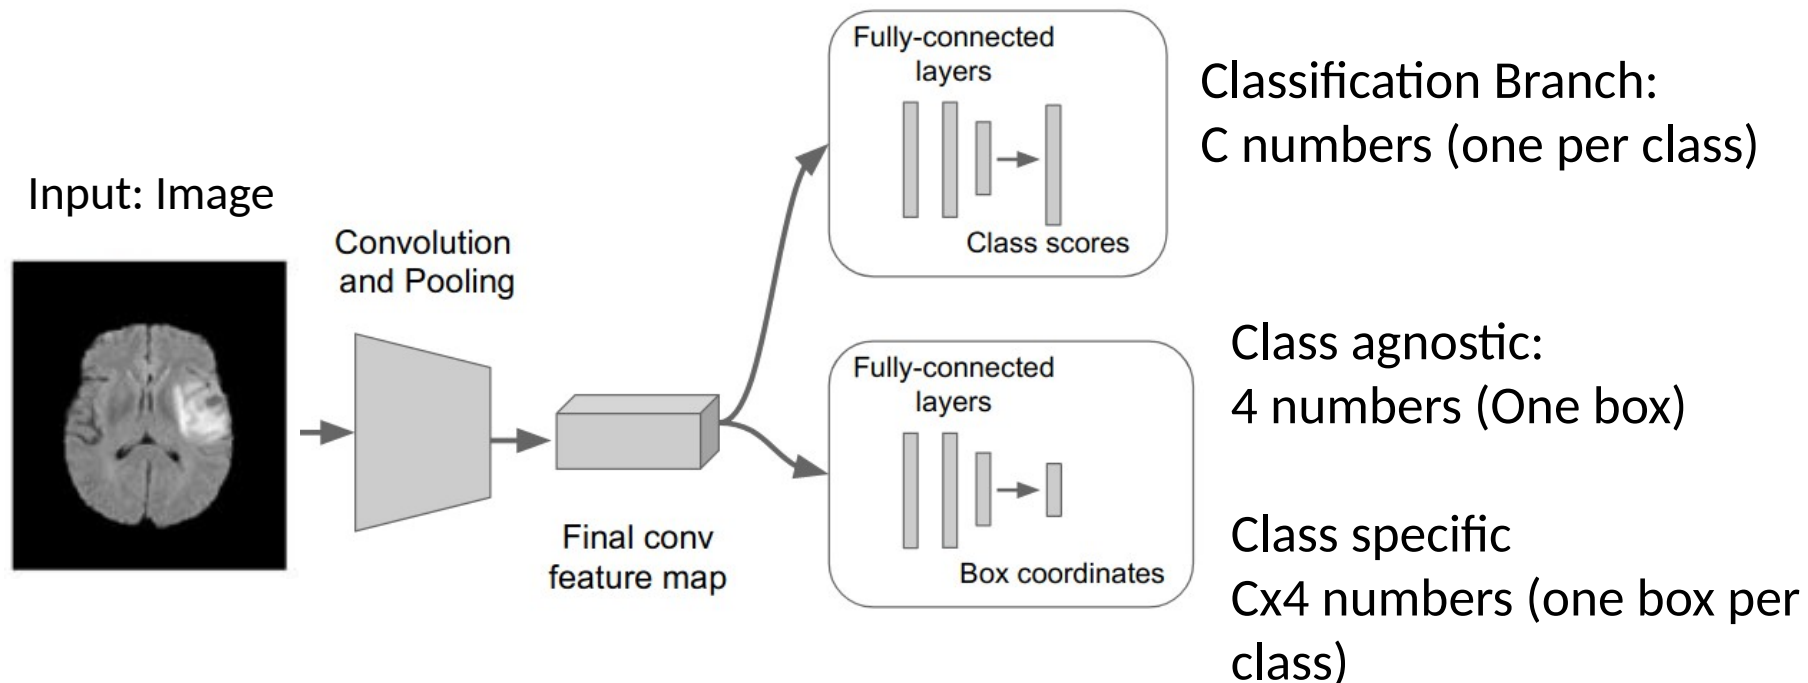 Input: Image
Convolution
and Pooling
Final conv
feature map
Fully-connected
layers
Class scores
Classification Branch:
C numbers (one per class)
Fully-connected
layers
Box coordinates
Class agnostic:
4 numbers (One box)
Class specific
Cx4 numbers (one box per
class)